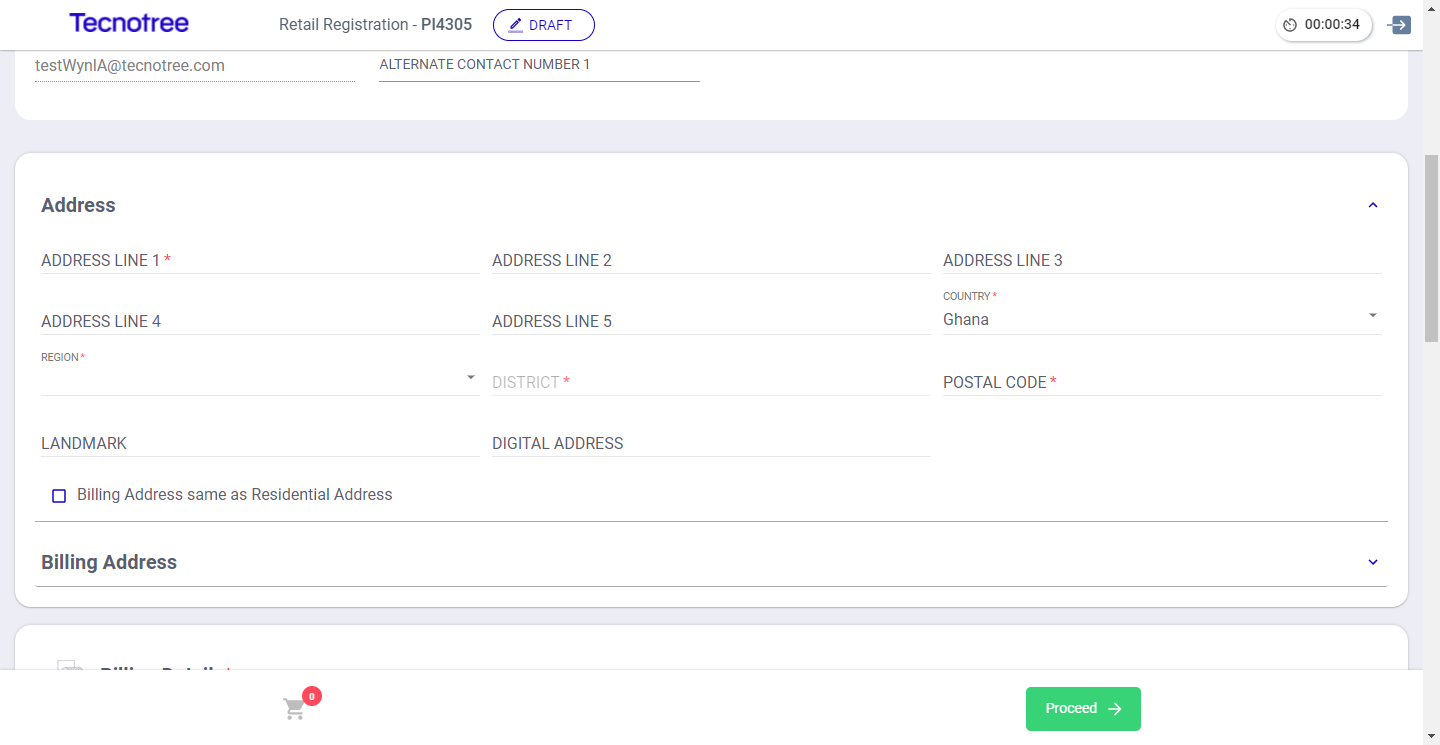 Tecnotree Retail Registration - PI4305 DRAFT 00:00:34
testWynIA@tecnotree.com ALTERNATE CONTACT NUMBER 1
Address
ADDRESS LINE 1 * ADDRESS LINE 2 ADDRESS LINE 3
COUNTRY *
ADDRESS LINE 4 ADDRESS LINE 5 Ghana
REGION *
DISTRICT * POSTAL CODE *
LANDMARK DIGITAL ADDRESS
Billing Address same as Residential Address
Billing Address
0
Proceed